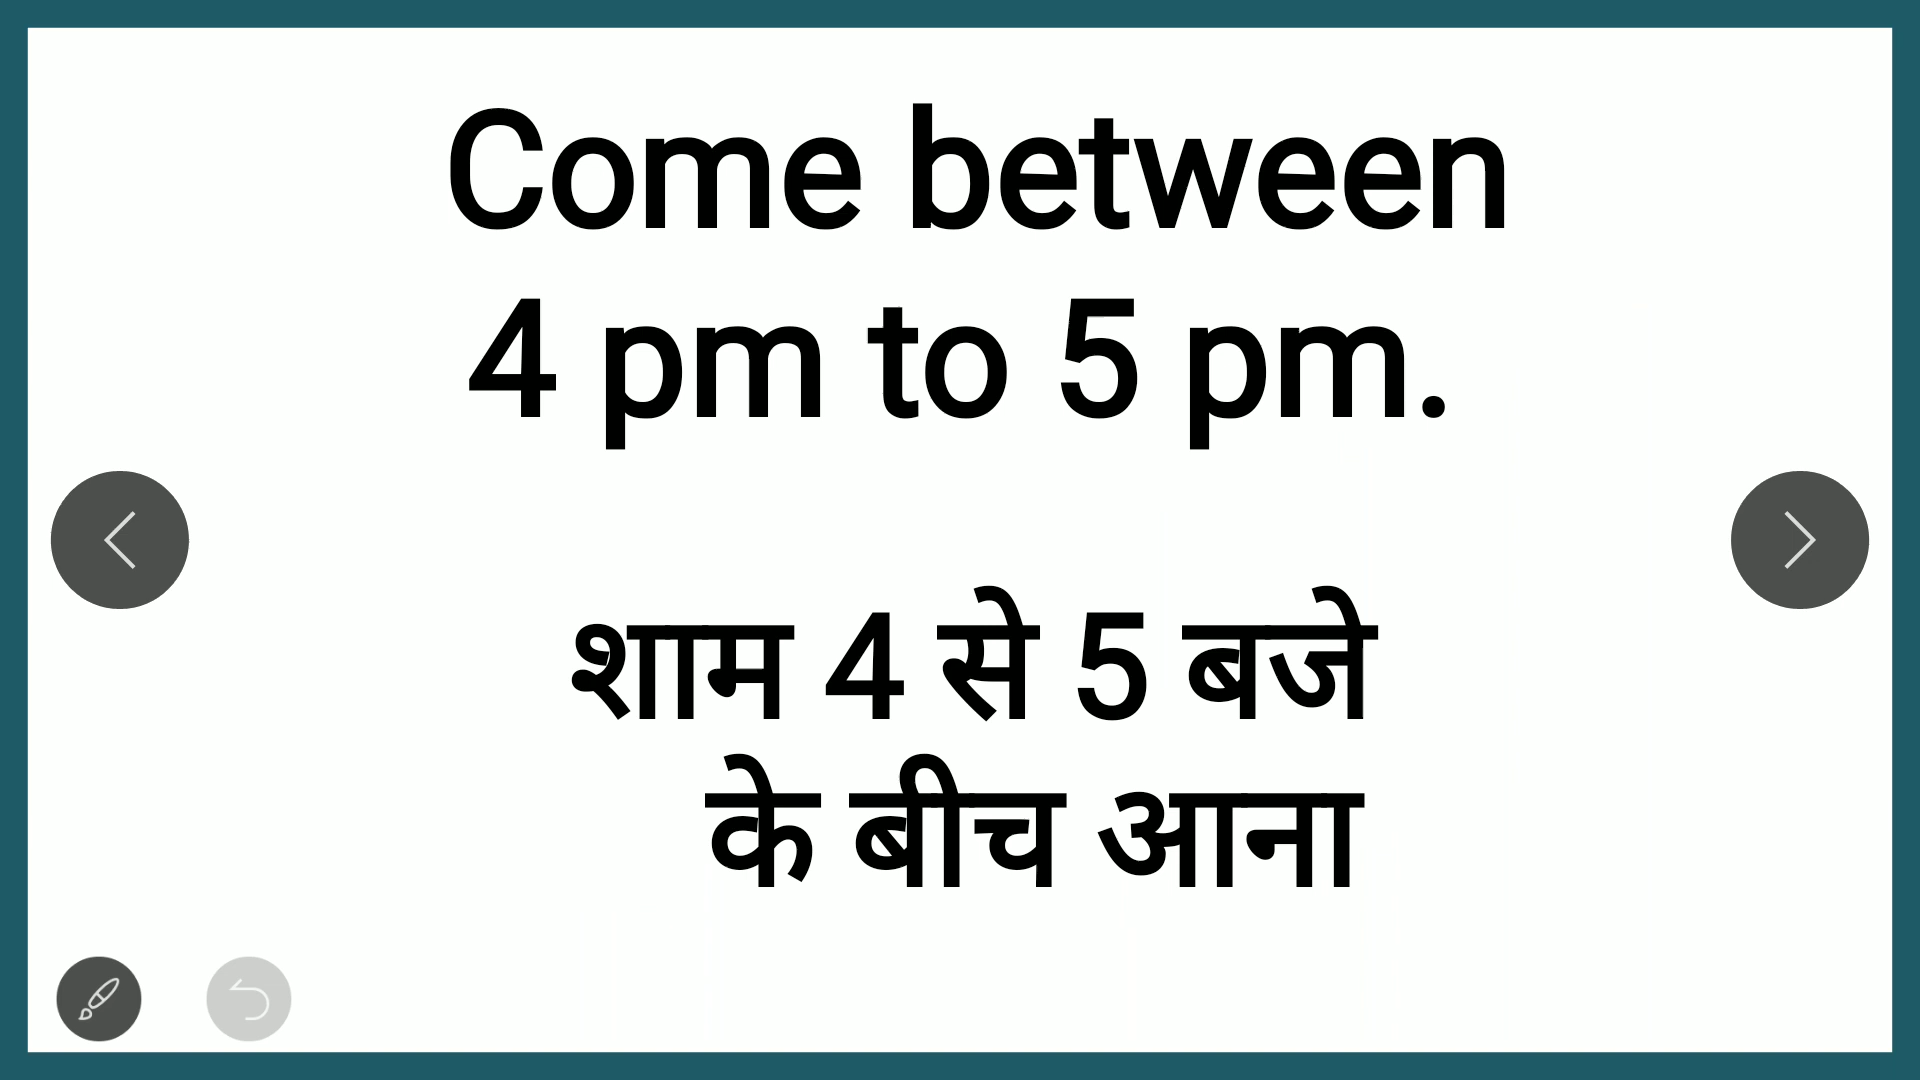 Come between
4 pm to 5 pm.
शाम 4 से 5 बजे
के बीच आना